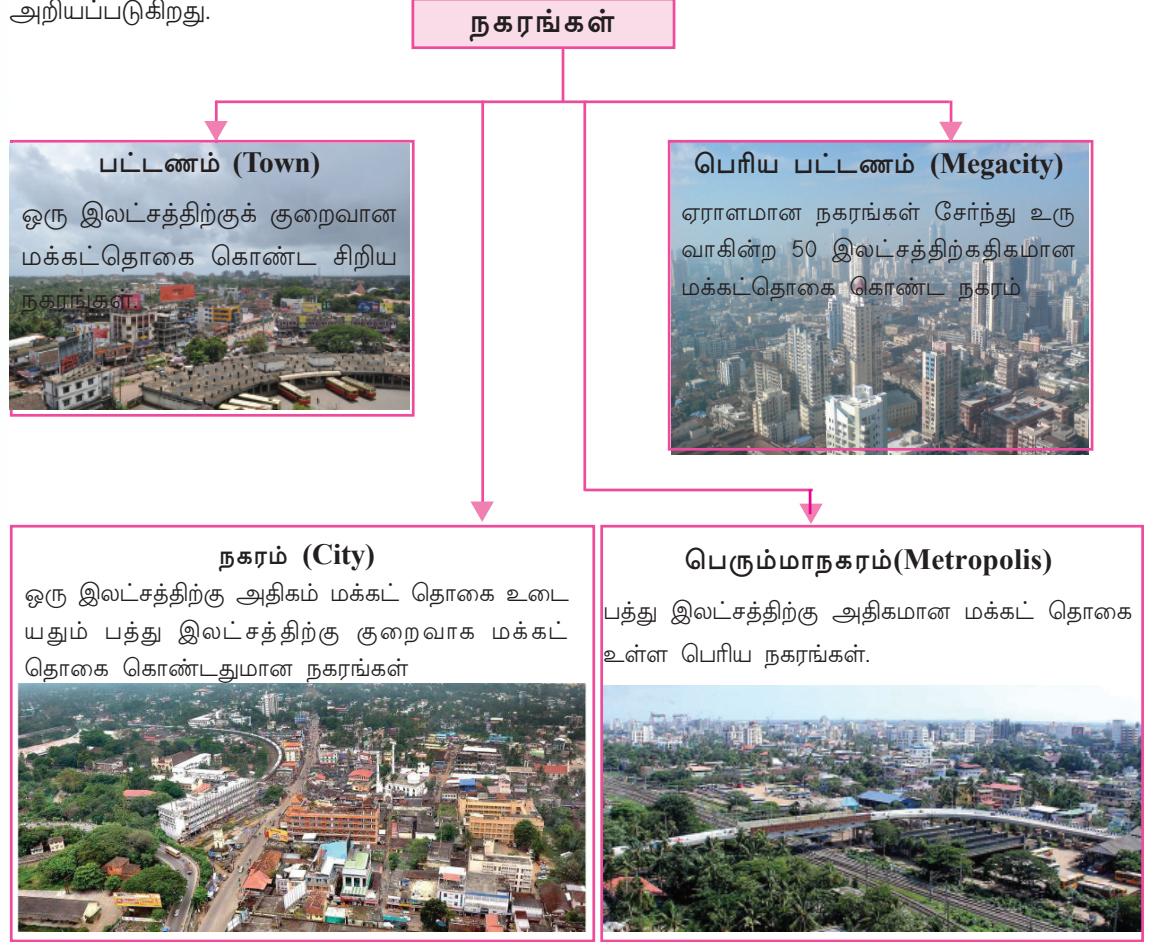 அறியப்படுகிறது.
நகரங்கள்
பட்டணம் (Town)
ஒரு இலட்சத்திற்குக் குறைவான
மக்கட்தொகை கொண்ட சிறிய
நகரங்கள்.
பெரிய பட்டணம் (Megacity)
ஏராளமான நகரங்கள் சேர்ந்து உரு
வாகின்ற 50 இலட்சத்திற்கதிகமான
மக்கட்தொகை கொண்ட நகரம்
நகரம் (City)
ஒரு இலட்சத்திற்கு அதிகம் மக்கட் தொகை உடை
யதும் பத்து இலட்சத்திற்கு குறைவாக மக்கட்
தொகை கொண்டதுமான நகரங்கள்
பெரும்மாநகரம்(Metropolis)
பத்து இலட்சத்திற்கு அதிகமான மக்கட் தொகை
உள்ள பெரிய நகரங்கள்.